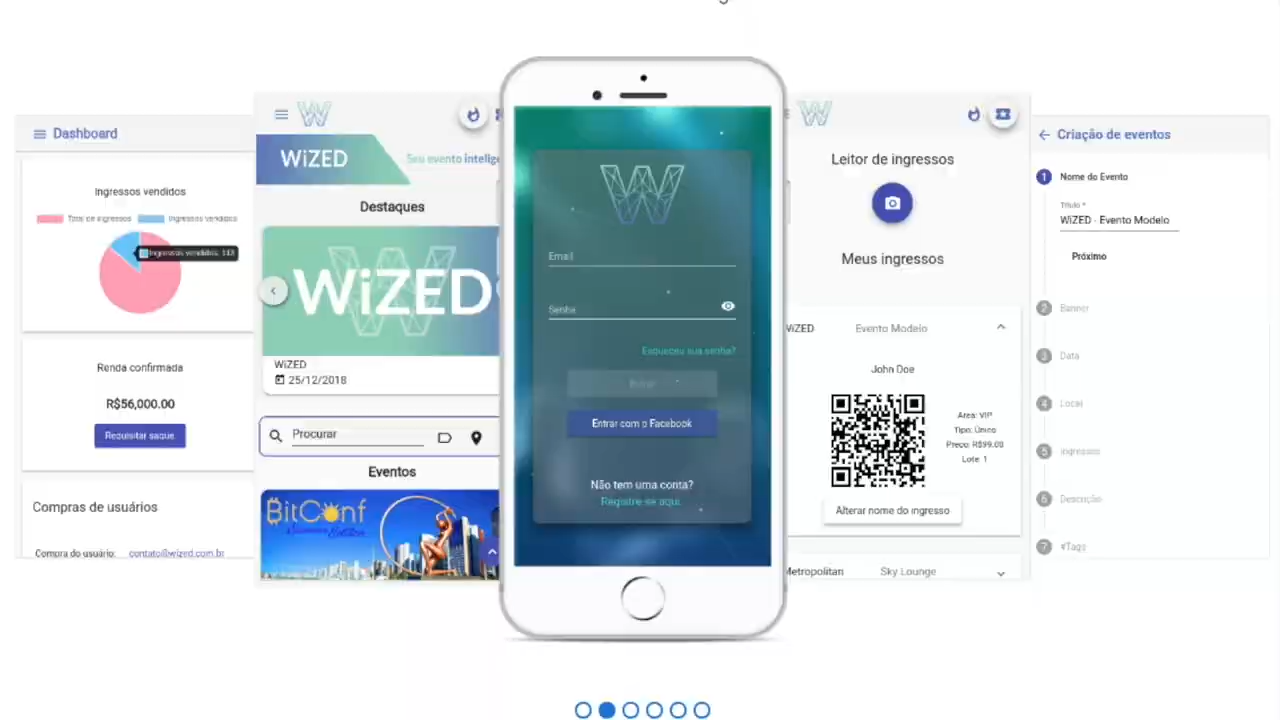 Dashboard
Ingressos vendidos
Total de ingressos
Ingressos vendidos
Ingressos vendidos: 113
Renda confirmada
R$56,000.00
Requisitar saque
Compras de usuários
Compra do usuário:
contato@wized.com.br
W
WiZED
Seu evento intelige
Destaques
WiZED
WiZED
25/12/2018
Procurar
Eventos
BitConf
W
Email
Senha
Esqueceu sua senha?
Entrar
Entrar com o Facebook
Não tem uma conta?
Registre-se aqui.
W
Leitor de ingressos
Meus ingressos
WiZED
Evento Modelo
John Doe
Área: VIP
Tipo: Único
Preço: R$99.00
Lote: 1
Alterar nome do ingresso
Metropolitan
Sky Lounge
Criação de eventos
1 Nome do Evento
Título *
WiZED - Evento Modelo
Próximo
2 Banner
3 Data
4 Local
5 Ingressos
6 Descrição
7 #Tags